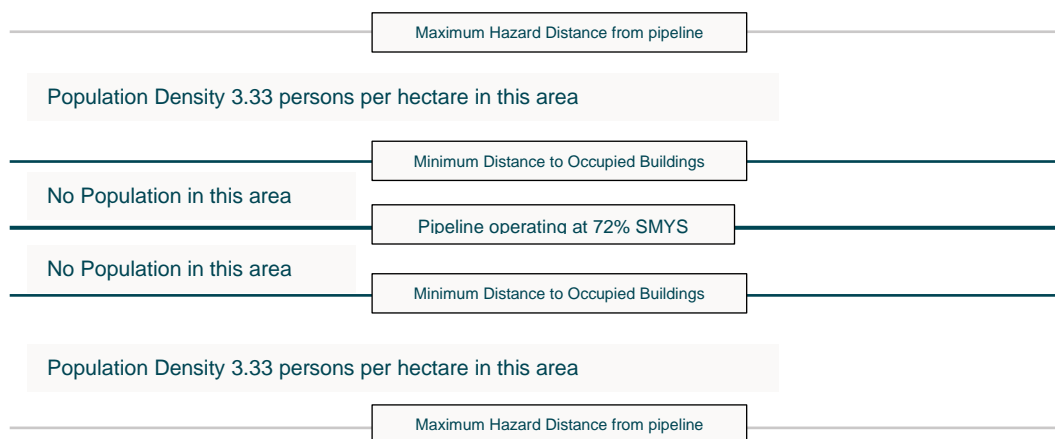 Maximum Hazard Distance from pipeline
Population Density 3.33 persons per hectare in this area
Minimum Distance to Occupied Buildings
No Population in this area
Pipeline operating at 72% SMYS
No Population in this area
Minimum Distance to Occupied Buildings
Population Density 3.33 persons per hectare in this area
Maximum Hazard Distance from pipeline